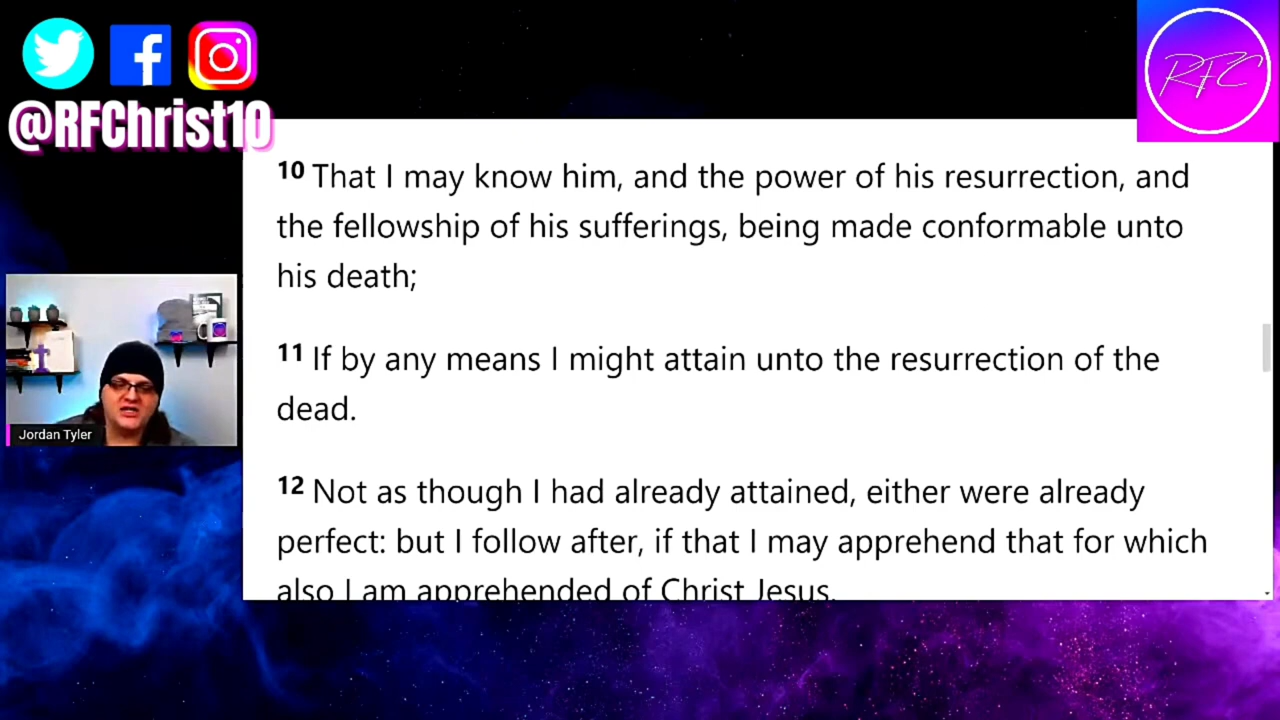 @RFChrist10
RFC
10 That I may know him, and the power of his resurrection, and
the fellowship of his sufferings, being made conformable unto
his death;
11 If by any means I might attain unto the resurrection of the
dead.
Jordan Tyler
12 Not as though I had already attained, either were already
perfect: but I follow after, if that I may apprehend that for which
also I am apprehended of Christ Jesus.